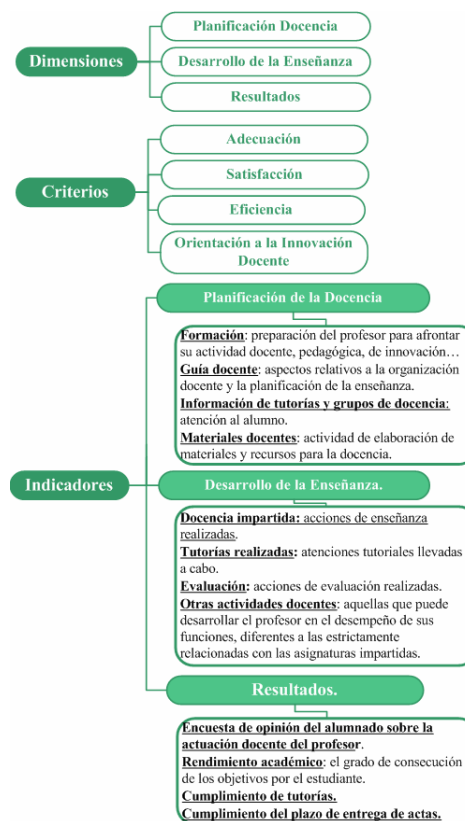 Planificación Docencia
Dimensiones
Desarrollo de la Enseñanza
Resultados
Adecuación
Satisfacción
Criterios
Eficiencia
Orientación a la Innovación
Docente
Planificación de la Docencia
Formación: preparación del profesor para afrontar
su actividad docente, pedagógica, de innovación…
Guía docente: aspectos relativos a la organización
docente y la planificación de la enseñanza.
Información de tutorías y grupos de docencia:
atención al alumno.
Materiales docentes: actividad de elaboración de
materiales y recursos para la docencia.
Indicadores
Desarrollo de la Enseñanza.
Docencia impartida: acciones de enseñanza
realizadas.
Tutorías realizadas: atenciones tutoriales llevadas
a cabo.
Evaluación: acciones de evaluación realizadas.
Otras actividades docentes: aquellas que puede
desarrollar el profesor en el desempeño de sus
funciones, diferentes a las estrictamente
relacionadas con las asignaturas impartidas.
Resultados.
Encuesta de opinión del alumnado sobre la
actuación docente del profesor.
Rendimiento académico: el grado de consecución
de los objetivos por el estudiante.
Cumplimiento de tutorías.
Cumplimiento del plazo de entrega de actas.